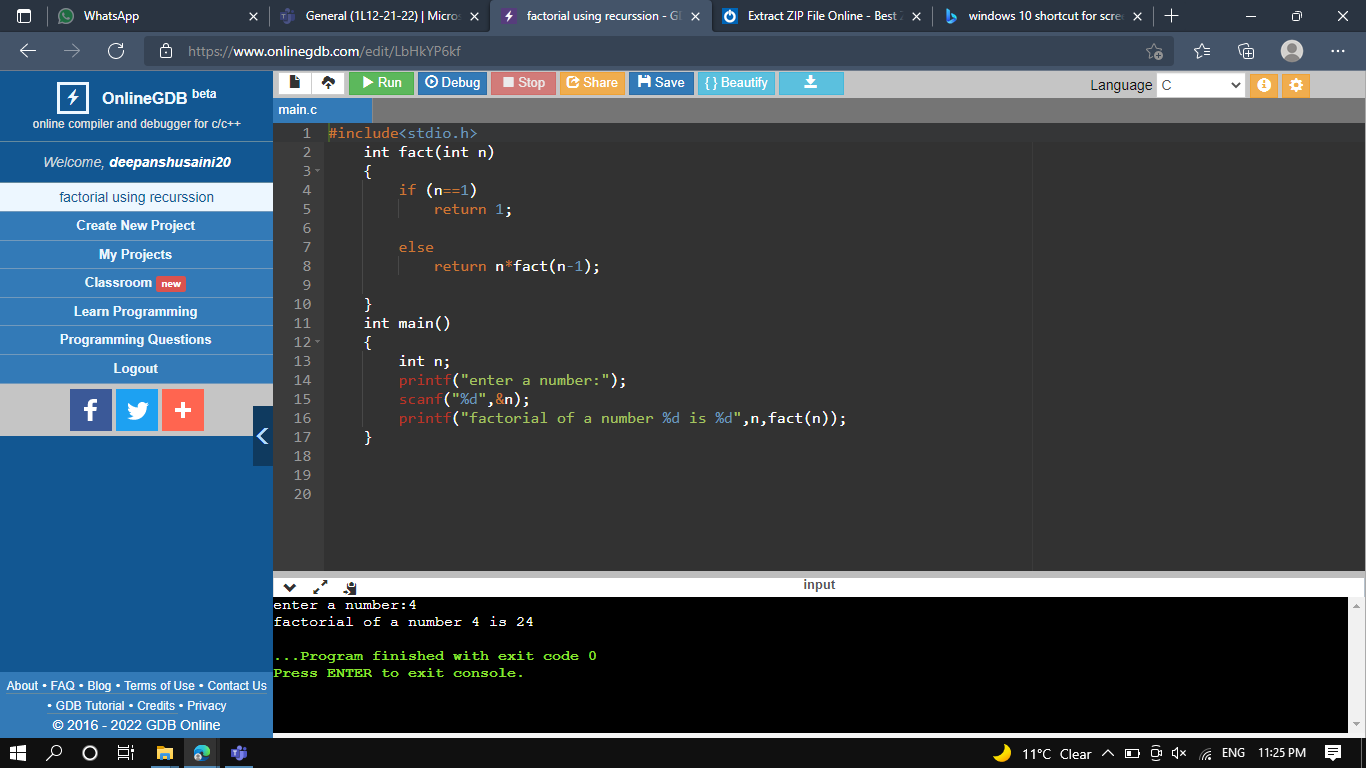 WhatsApp
General (1L12-21-22) | Micro
factorial using recurssion - G
Extract ZIP File Online - Best
windows 10 shortcut for scre
https://www.onlinegdb.com/edit/LbHkYP6kf
OnlineGDB beta
online compiler and debugger for c/c++
Welcome, deepanshusaini20
factorial using recurssion
Create New Project
My Projects
Classroom new
Learn Programming
Programming Questions
Logout
About • FAQ • Blog • Terms of Use • Contact Us
• GDB Tutorial • Credits • Privacy
© 2016 - 2022 GDB Online
Run Debug Stop Share Save { } Beautify
Language C
main.c
1 #include<stdio.h>
2 int fact(int n)
3 {
4 if (n==1)
5 return 1;
6
7 else
8 return n*fact(n-1);
9
10 }
11 int main()
12 {
13 int n;
14 printf("enter a number:");
15 scanf("%d",&n);
16 printf("factorial of a number %d is %d",n,fact(n));
17 }
18
19
20
input
enter a number:4
factorial of a number 4 is 24
...Program finished with exit code 0
Press ENTER to exit console.
11°C Clear ENG 11:25 PM